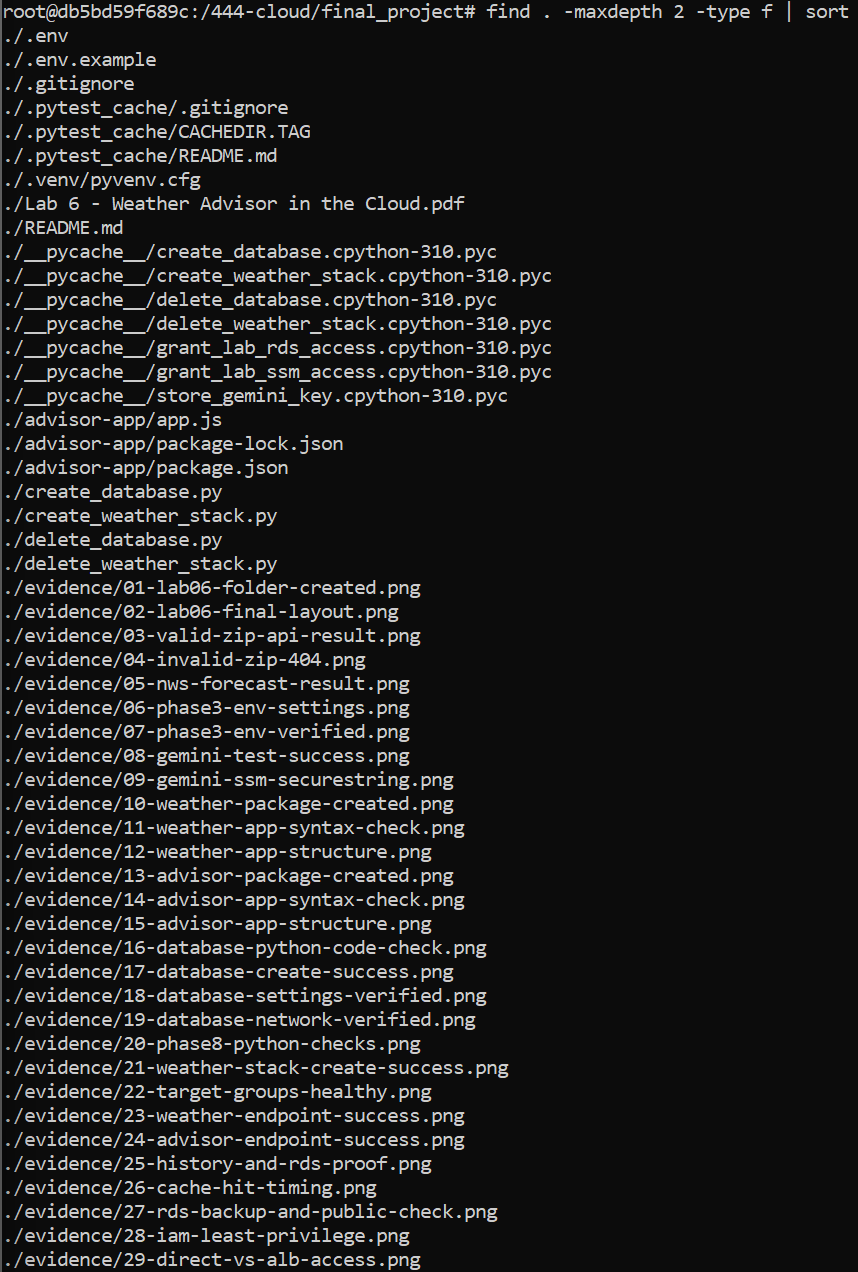 root@db5bd59f689c:/444-cloud/final_project# find . -maxdepth 2 -type f | sort
./.env
./.env.example
./.gitignore
./.pytest_cache/.gitignore
./.pytest_cache/CACHEDIR.TAG
./.pytest_cache/README.md
./.venv/pyvenv.cfg
./Lab 6 - Weather Advisor in the Cloud.pdf
./README.md
./__pycache__/create_database.cpython-310.pyc
./__pycache__/create_weather_stack.cpython-310.pyc
./__pycache__/delete_database.cpython-310.pyc
./__pycache__/delete_weather_stack.cpython-310.pyc
./__pycache__/grant_lab_rds_access.cpython-310.pyc
./__pycache__/grant_lab_ssm_access.cpython-310.pyc
./__pycache__/store_gemini_key.cpython-310.pyc
./advisor-app/app.js
./advisor-app/package-lock.json
./advisor-app/package.json
./create_database.py
./create_weather_stack.py
./delete_database.py
./delete_weather_stack.py
./evidence/01-lab06-folder-created.png
./evidence/02-lab06-final-layout.png
./evidence/03-valid-zip-api-result.png
./evidence/04-invalid-zip-404.png
./evidence/05-nws-forecast-result.png
./evidence/06-phase3-env-settings.png
./evidence/07-phase3-env-verified.png
./evidence/08-gemini-test-success.png
./evidence/09-gemini-ssm-securestring.png
./evidence/10-weather-package-created.png
./evidence/11-weather-app-syntax-check.png
./evidence/12-weather-app-structure.png
./evidence/13-advisor-package-created.png
./evidence/14-advisor-app-syntax-check.png
./evidence/15-advisor-app-structure.png
./evidence/16-database-python-code-check.png
./evidence/17-database-create-success.png
./evidence/18-database-settings-verified.png
./evidence/19-database-network-verified.png
./evidence/20-phase8-python-checks.png
./evidence/21-weather-stack-create-success.png
./evidence/22-target-groups-healthy.png
./evidence/23-weather-endpoint-success.png
./evidence/24-advisor-endpoint-success.png
./evidence/25-history-and-rds-proof.png
./evidence/26-cache-hit-timing.png
./evidence/27-rds-backup-and-public-check.png
./evidence/28-iam-least-privilege.png
./evidence/29-direct-vs-alb-access.png